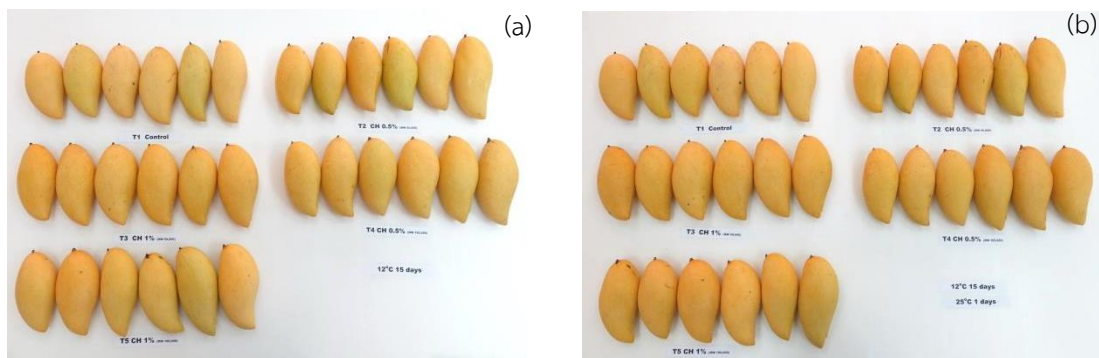 (a)
T1 Control
T2 CH 0.5%
T3 CH 1%
T4 CH 0.5%
12°C 15 days
T5 CH 1%
(b)
T1 Control
T2 CH 0.5%
T3 CH 1%
T4 CH 0.5%
12°C 15 days
25°C 1 days
T5 CH 1%